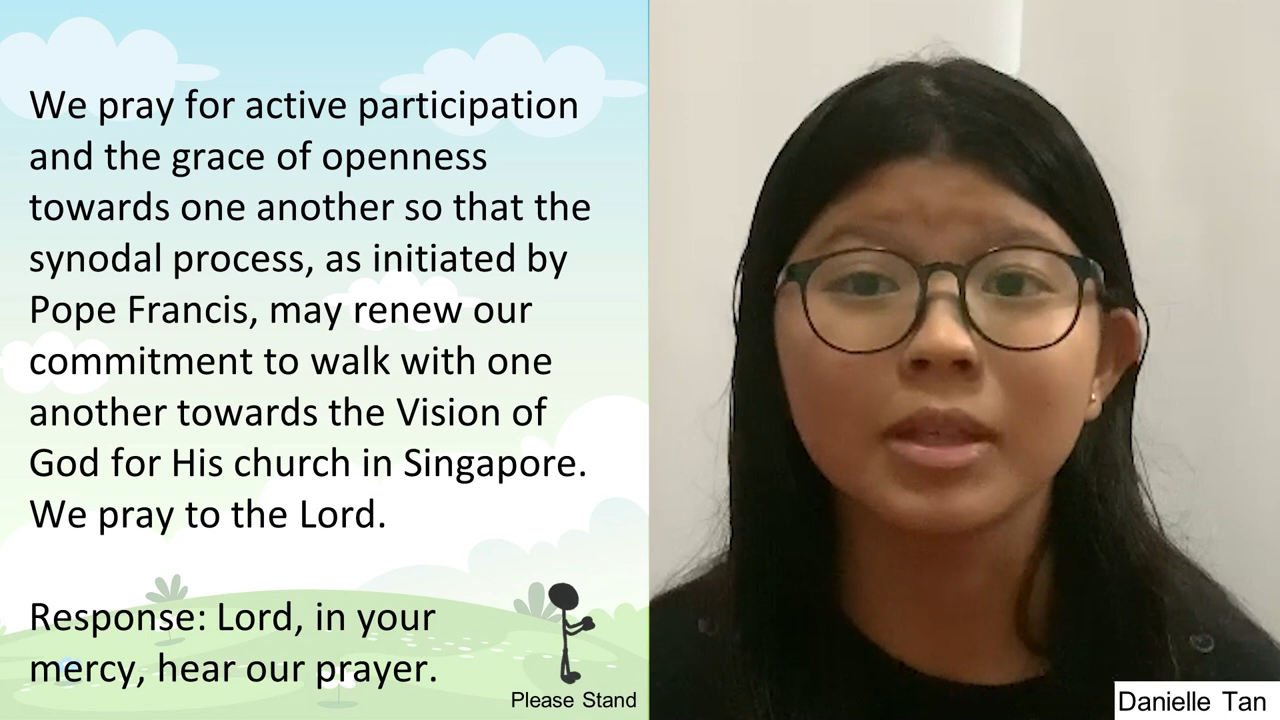 We pray for active participation
and the grace of openness
towards one another so that the
synodal process, as initiated by
Pope Francis, may renew our
commitment to walk with one
another towards the Vision of
God for His church in Singapore.
We pray to the Lord.
Response: Lord, in your
mercy, hear our prayer.
Please Stand
Danielle Tan